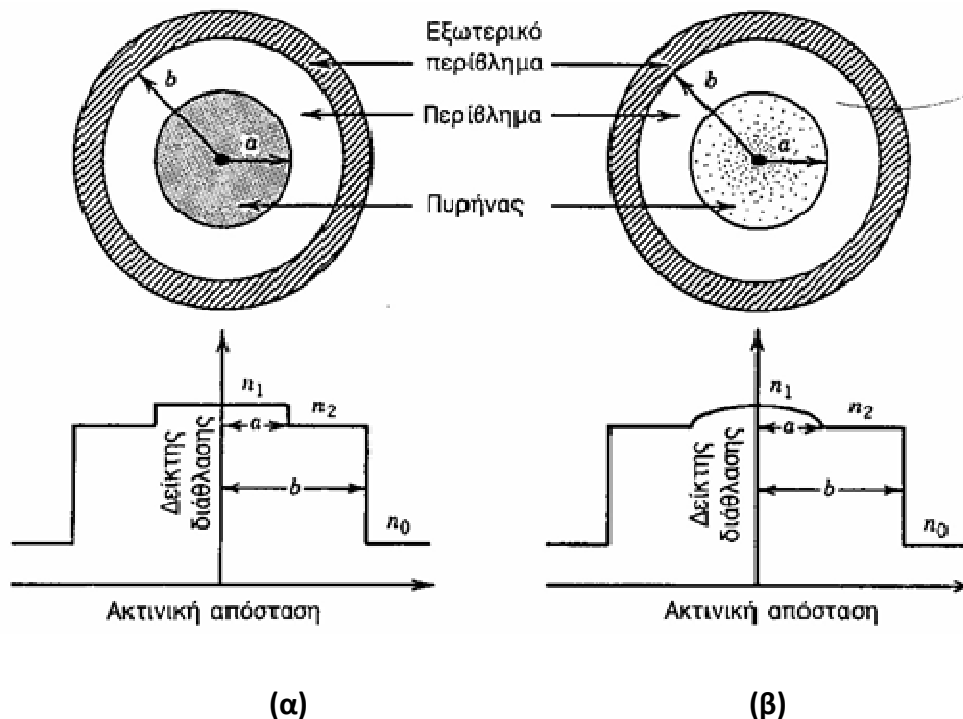 Εξωτερικό
περίβλημα
Περίβλημα
Πυρήνας
b
a
b
a
n1
n2
a
b
n0
Δείκτης
διάθλασης
Ακτινική απόσταση
n1
n2
a
b
n0
Δείκτης
διάθλασης
Ακτινική απόσταση
(α)
(β)